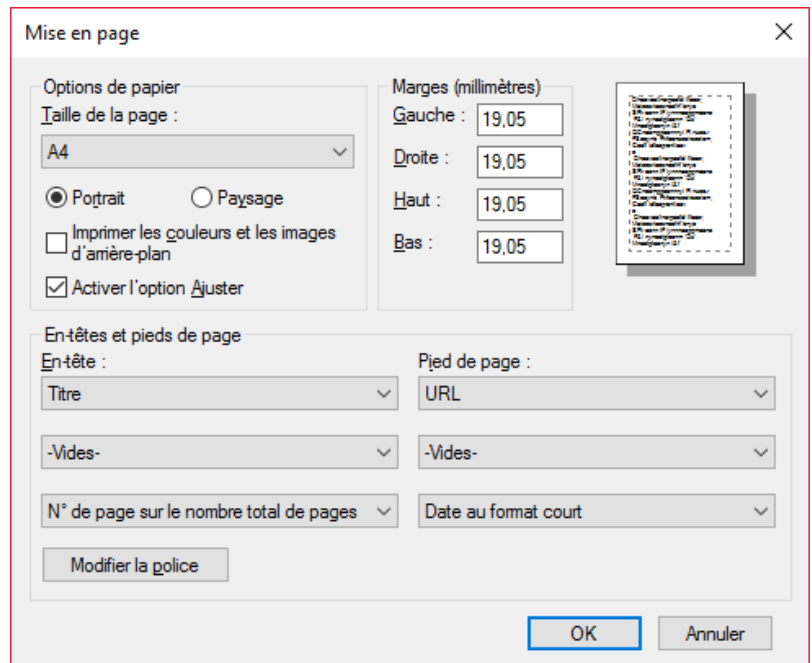 Mise en page
Options de papier
Taille de la page :
A4
Portrait
Paysage
Imprimer les couleurs et les images
d'arrière-plan
Activer l'option Ajuster
Marges (millimètres)
Gauche : 19,05
Droite : 19,05
Haut : 19,05
Bas : 19,05
En-têtes et pieds de page
En-tête :
Pied de page :
Titre
URL
-Vides-
-Vides-
N° de page sur le nombre total de pages
Date au format court
Modifier la police
OK
Annuler